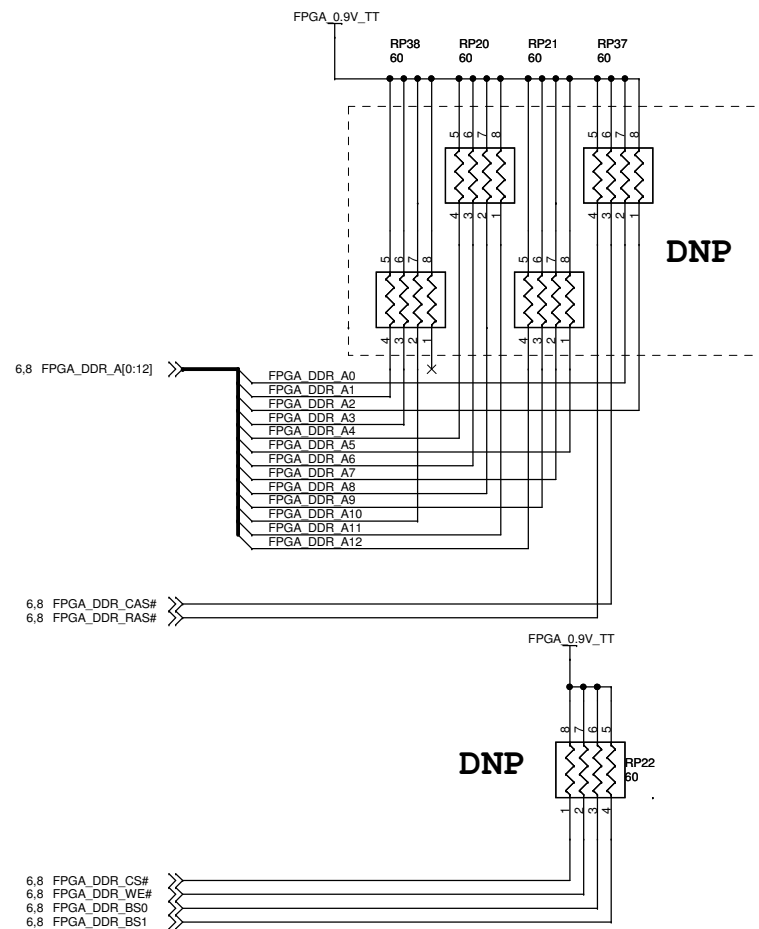 FPGA_0.9V_TT
RP38 RP20 RP21 RP37
60 60 60 60
5 6 7 8 5 6 7 8
4 3 2 1 4 3 2 1
DNP
5 6 7 8 5 6 7 8
4 3 2 1 4 3 2 1
6,8 FPGA_DDR_A[0:12]
FPGA_DDR_A0
FPGA_DDR_A1
FPGA_DDR_A2
FPGA_DDR_A3
FPGA_DDR_A4
FPGA_DDR_A5
FPGA_DDR_A6
FPGA_DDR_A7
FPGA_DDR_A8
FPGA_DDR_A9
FPGA_DDR_A10
FPGA_DDR_A11
FPGA_DDR_A12
6,8 FPGA_DDR_CAS#
6,8 FPGA_DDR_RAS#
FPGA_0.9V_TT
8 7 6 5
DNP
RP22
60
1 2 3 4
6,8 FPGA_DDR_CS#
6,8 FPGA_DDR_WE#
6,8 FPGA_DDR_BS0
6,8 FPGA_DDR_BS1